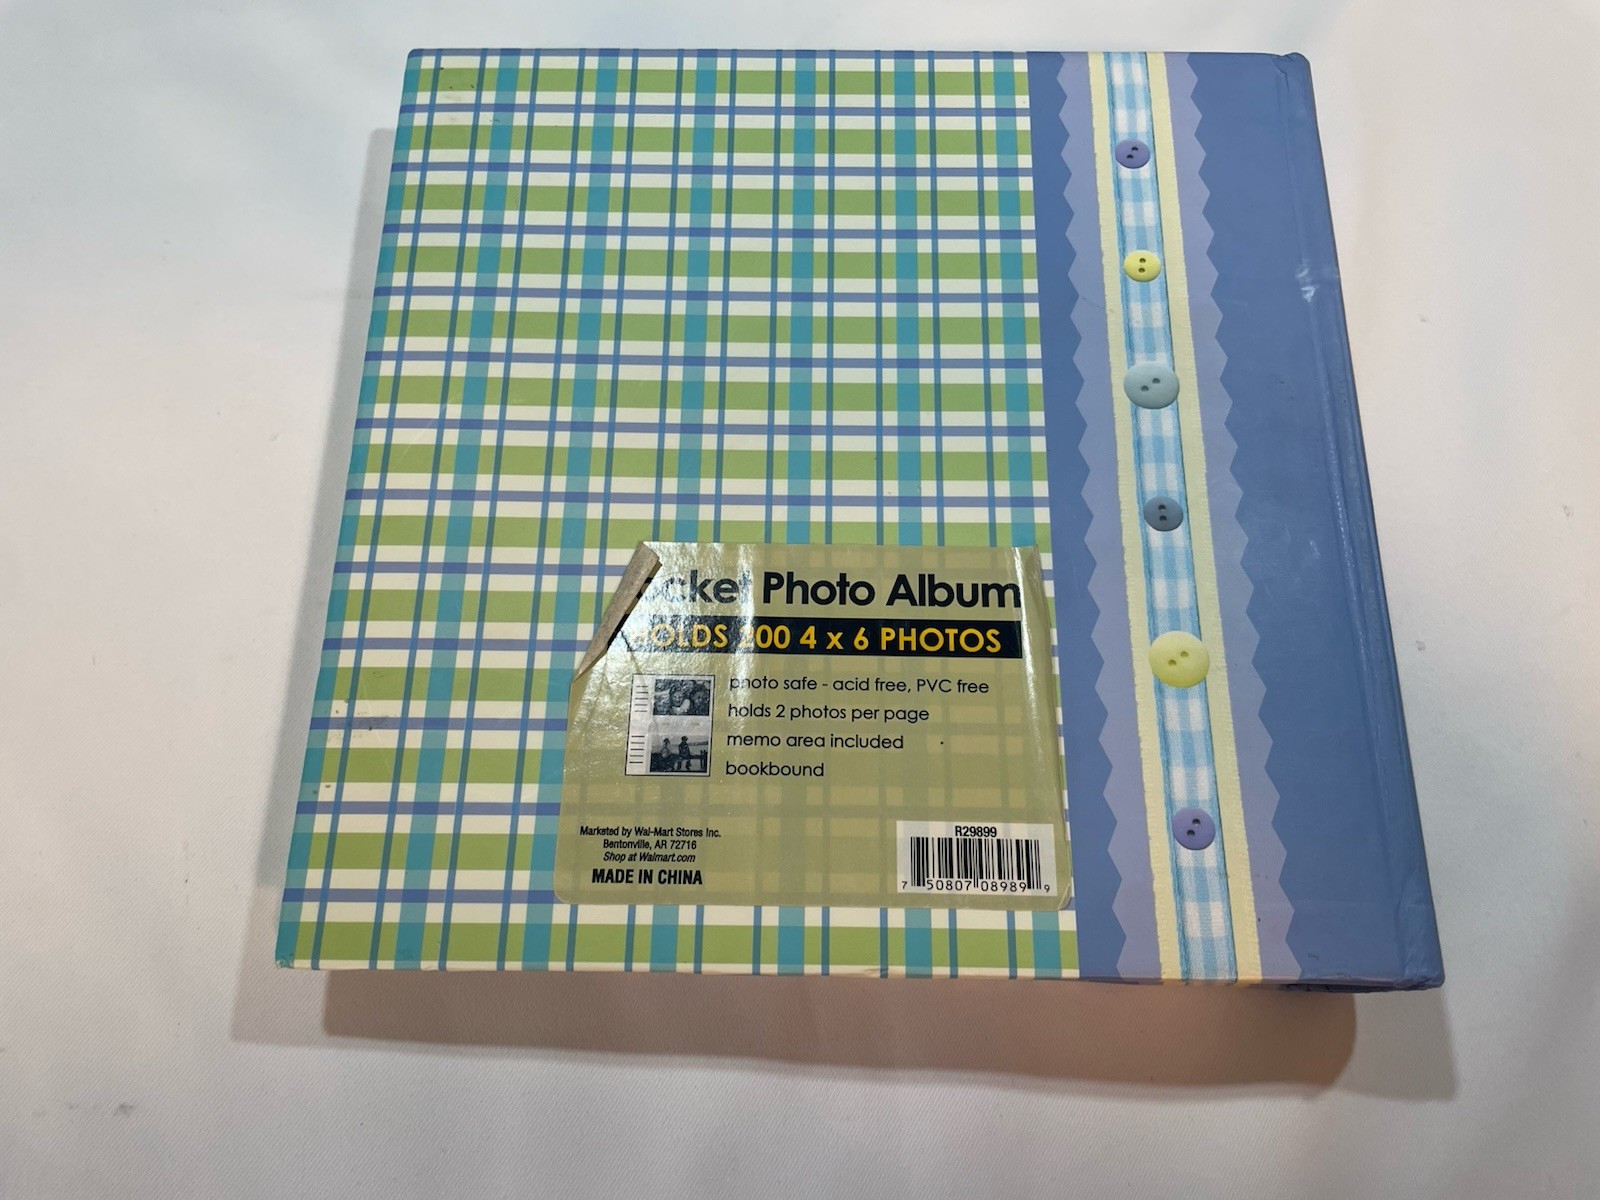 ocket Photo Album
HOLDS 200 4 x 6 PHOTOS
photo safe - acid free, PVC free
holds 2 photos per page
memo area included
bookbound
Marketed by Wal-Mart Stores Inc.
Bentonville, AR 72716
Shop at Walmart.com
MADE IN CHINA
R29899
7 50807 08989 9